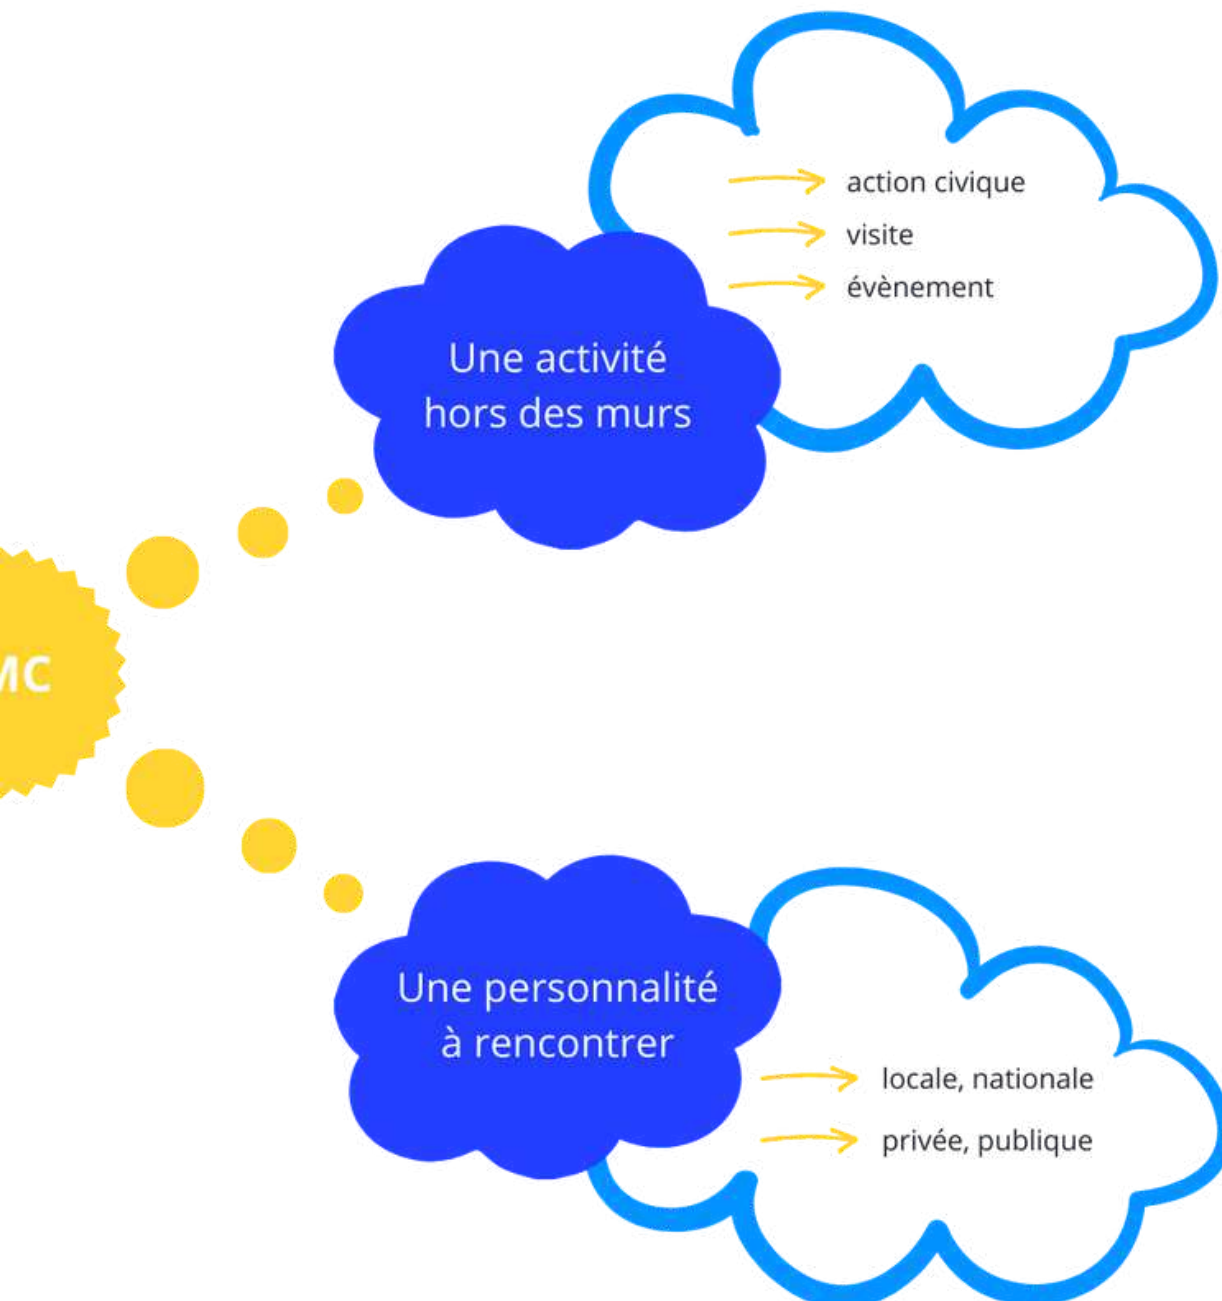 action civique
visite
évènement
Une activité
hors des murs
MC
Une personnalité
à rencontrer
locale, nationale
privée, publique